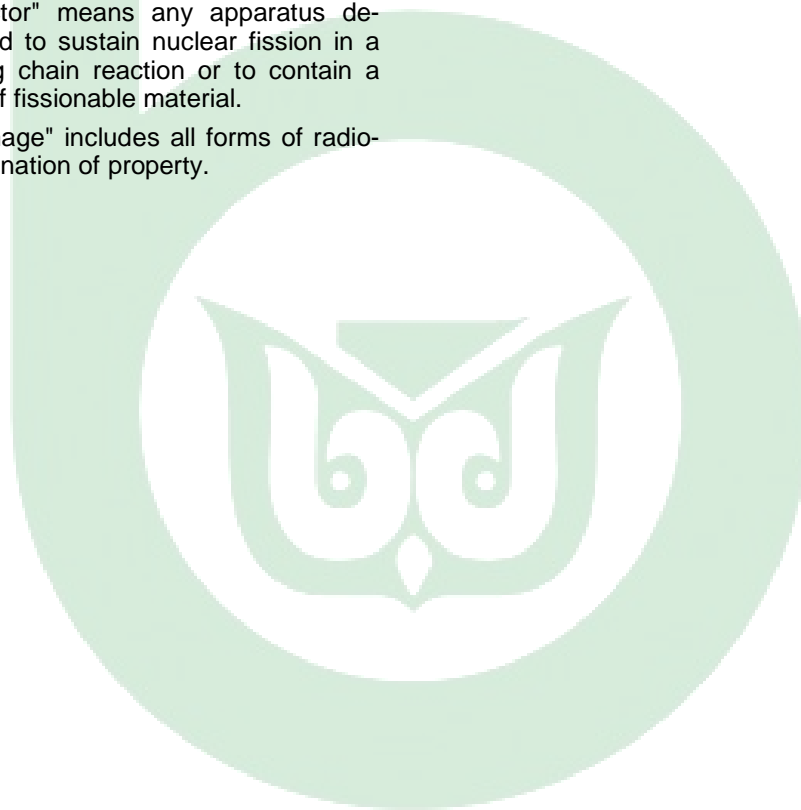 tor" means any apparatus de-
d to sustain nuclear fission in a
g chain reaction or to contain a
f fissionable material.
age" includes all forms of radio-
nation of property.